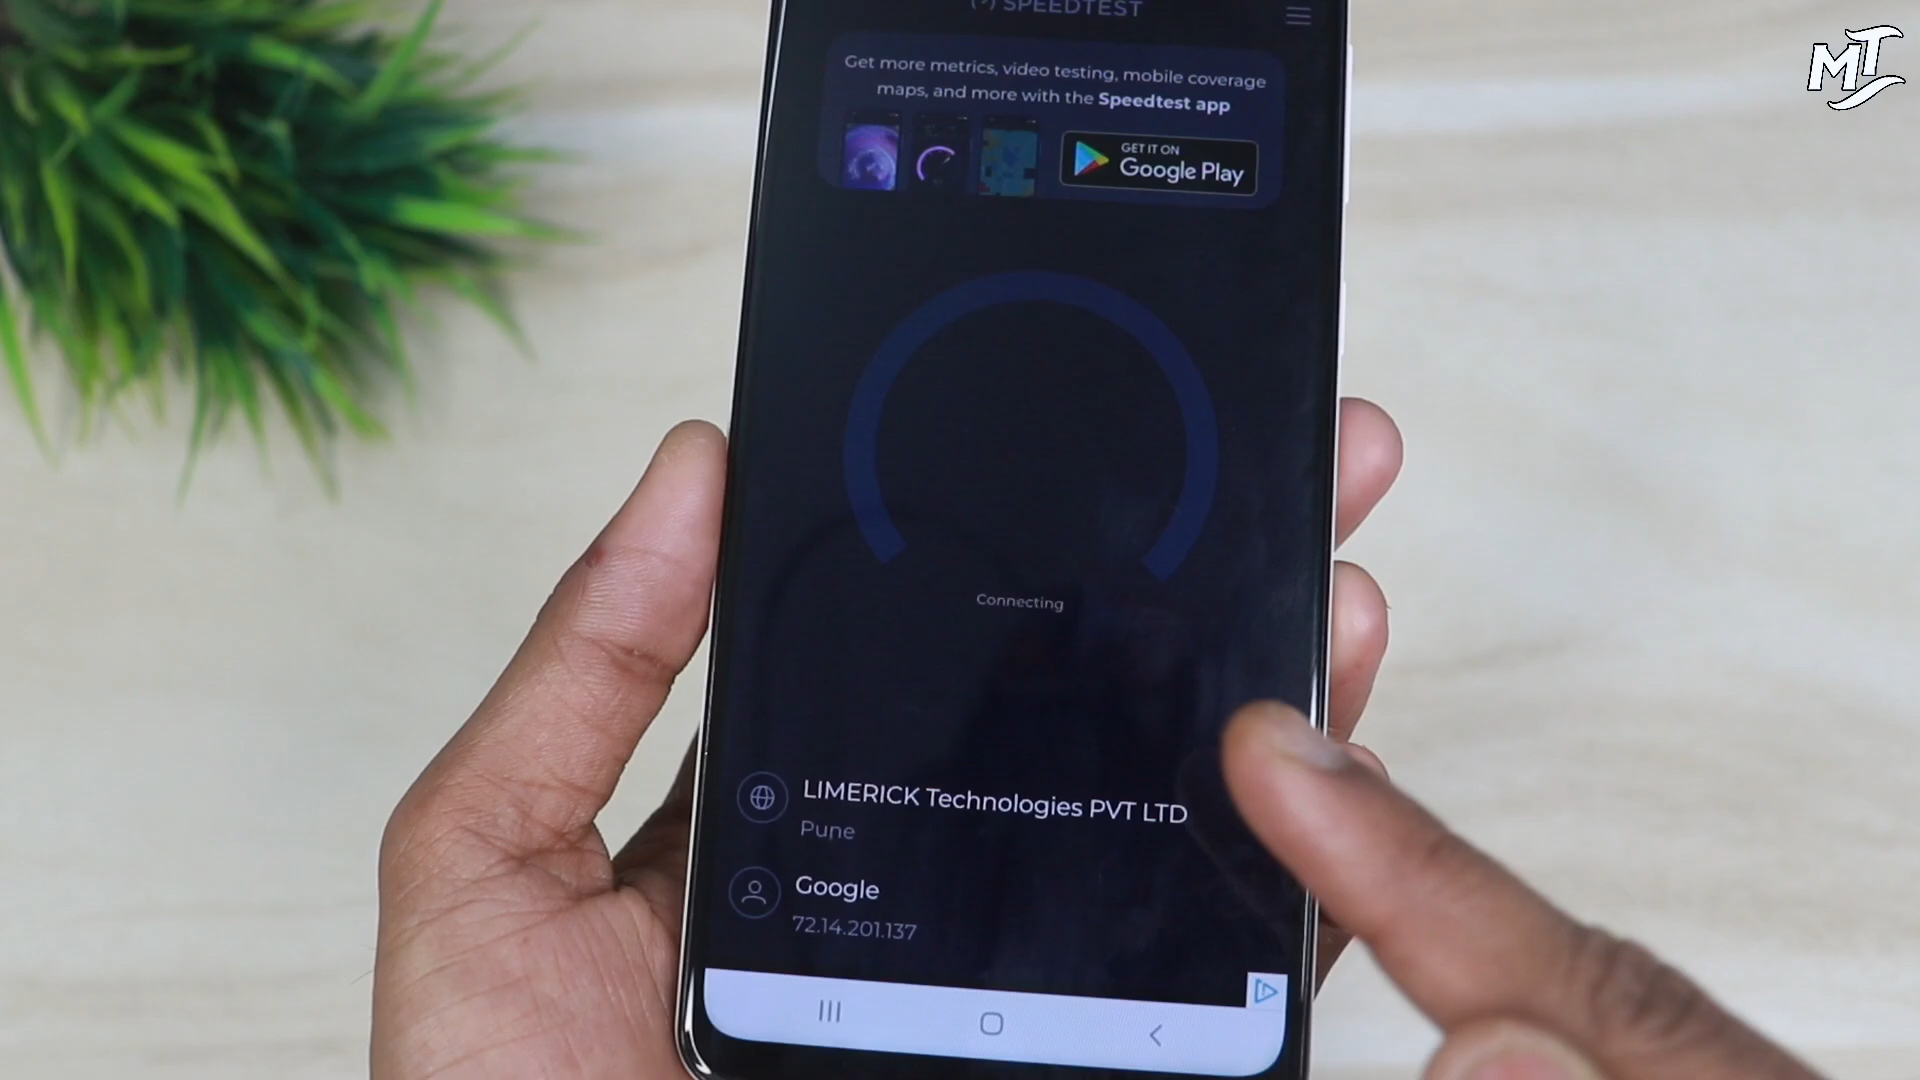 SPEEDTEST
MT
Get more metrics, video testing, mobile coverage
maps, and more with the Speedtest app
GET IT ON
Google Play
Connecting
LIMERICK Technologies PVT LTD
Pune
Google
72.14.201.137